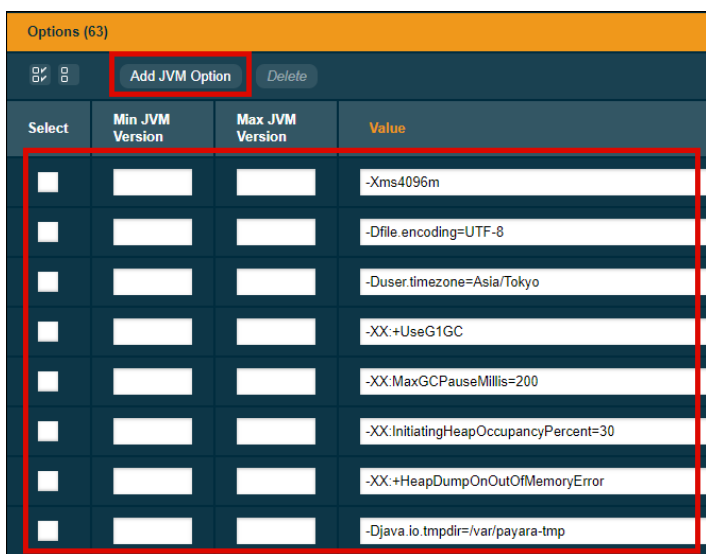 Options (63)
Add JVM Option Delete
Select Min JVM Version Max JVM Version Value
-Xms4096m
-Dfile.encoding=UTF-8
-Duser.timezone=Asia/Tokyo
-XX:+UseG1GC
-XX:MaxGCPauseMillis=200
-XX:InitiatingHeapOccupancyPercent=30
-XX:+HeapDumpOnOutOfMemoryError
-Djava.io.tmpdir=/var/payara-tmp